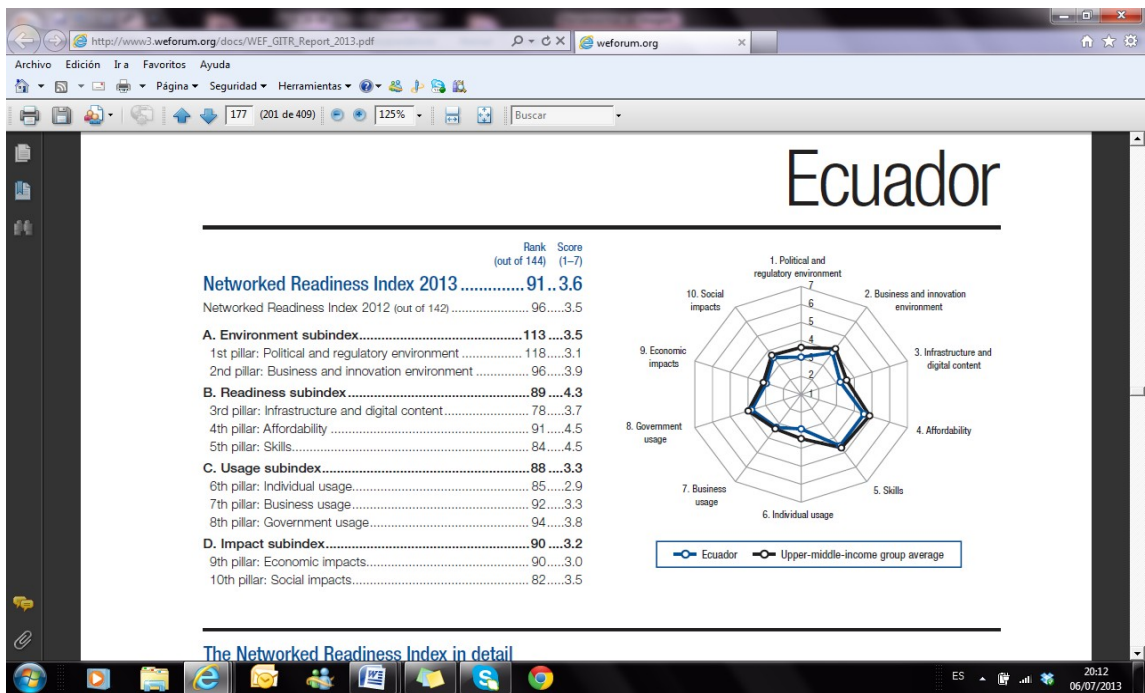 http://www3.weforum.org/docs/WEF_GITR_Report_2013.pdf
weforum.org
Archivo Edición Ir a Favoritos Ayuda
Página Seguridad Herramientas
177 (201 de 409) 125% Buscar
Ecuador
Rank Score
(out of 144) (1–7)
Networked Readiness Index 2013..............91..3.6
Networked Readiness Index 2012 (out of 142)......................96....3.5
A. Environment subindex.........................................113....3.5
1st pillar: Political and regulatory environment...............118....3.1
2nd pillar: Business and innovation environment.............96....3.9
B. Readiness subindex.............................................89....4.3
3rd pillar: Infrastructure and digital content.....................78....3.7
4th pillar: Affordability..................................................91....4.5
5th pillar: Skills...........................................................84....4.5
C. Usage subindex...................................................88....3.3
6th pillar: Individual usage............................................85....2.9
7th pillar: Business usage.............................................92....3.3
8th pillar: Government usage........................................94....3.8
D. Impact subindex..................................................90....3.2
9th pillar: Economic impacts.........................................90....3.0
10th pillar: Social impacts............................................82....3.5
1. Political and
regulatory environment
2. Business and innovation
environment
3. Infrastructure and
digital content
4. Affordability
5. Skills
6. Individual usage
7. Business
usage
8. Government
usage
9. Economic
impacts
10. Social
impacts
7
6
5
4
3
2
1
Ecuador Upper-middle-income group average
The Networked Readiness Index in detail
ES 20:12
06/07/2013